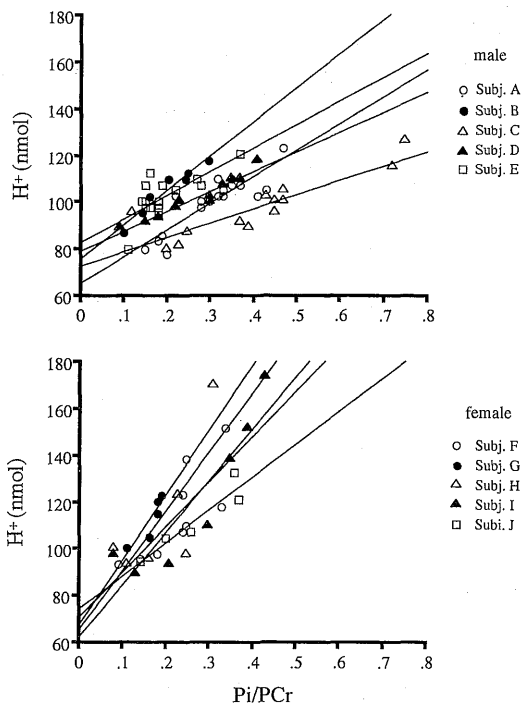 180
160
140
120
100
80
60
H+ (nmol)
0 .1 .2 .3 .4 .5 .6 .7 .8
male
Subj. A
Subj. B
Subj. C
Subj. D
Subj. E
180
160
140
120
100
80
60
H+ (nmol)
0 .1 .2 .3 .4 .5 .6 .7 .8
Pi/PCr
female
Subj. F
Subj. G
Subj. H
Subj. I
Subi. J